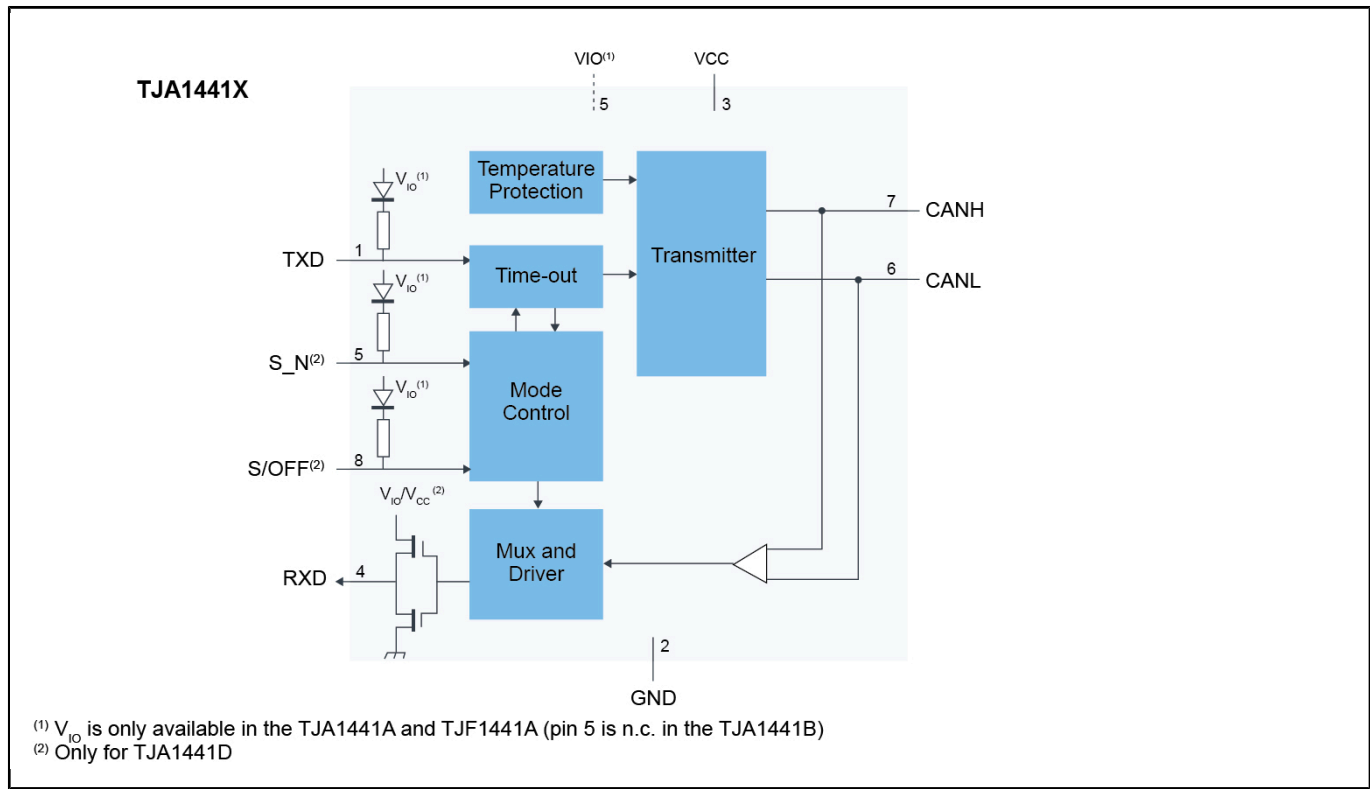 VIO(1)
VCC
TJA1441X
5
3
Temperature
Protection
VIO(1)
7
CANH
1
TXD
Time-out
Transmitter
VIO(1)
6
CANL
5
S_N(2)
Mode
Control
VIO(1)
8
S/OFF(2)
VIO/VCC(2)
Mux and
Driver
4
RXD
2
GND
(1) VIO is only available in the TJA1441A and TJF1441A (pin 5 is n.c. in the TJA1441B)
(2) Only for TJA1441D